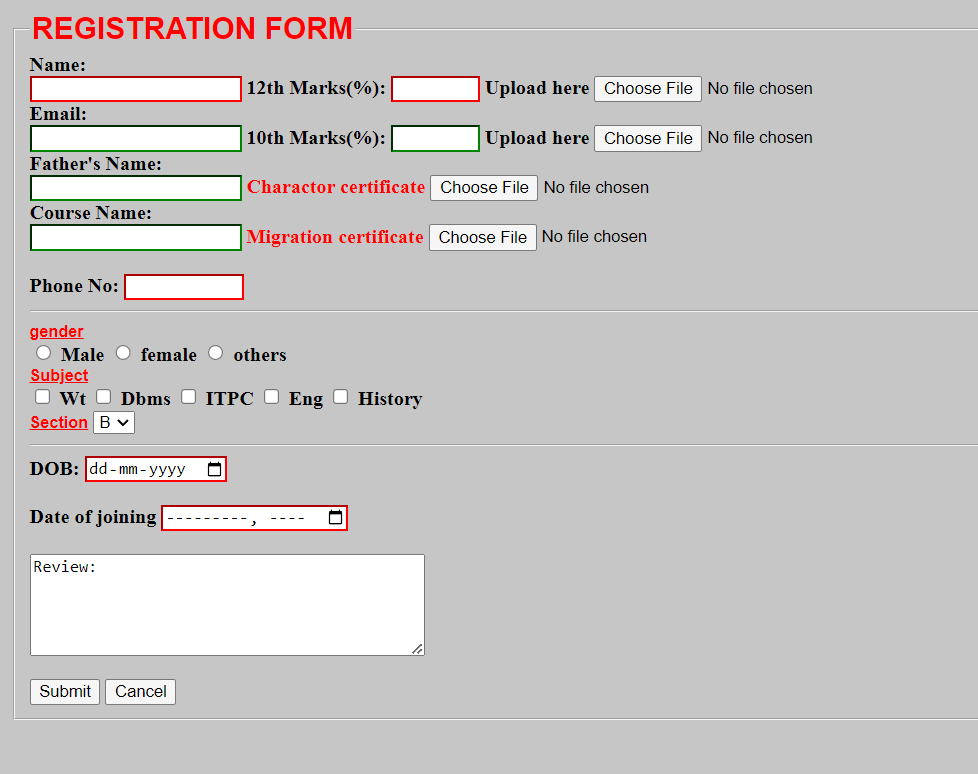 REGISTRATION FORM
Name:
12th Marks(%): Upload here Choose File No file chosen
Email:
10th Marks(%): Upload here Choose File No file chosen
Father's Name:
Charactor certificate Choose File No file chosen
Course Name:
Migration certificate Choose File No file chosen
Phone No:
gender
Male female others
Subject
Wt Dbms ITPC Eng History
Section B
DOB: dd-mm-yyyy
Date of joining ---------, ----
Review:
Submit Cancel